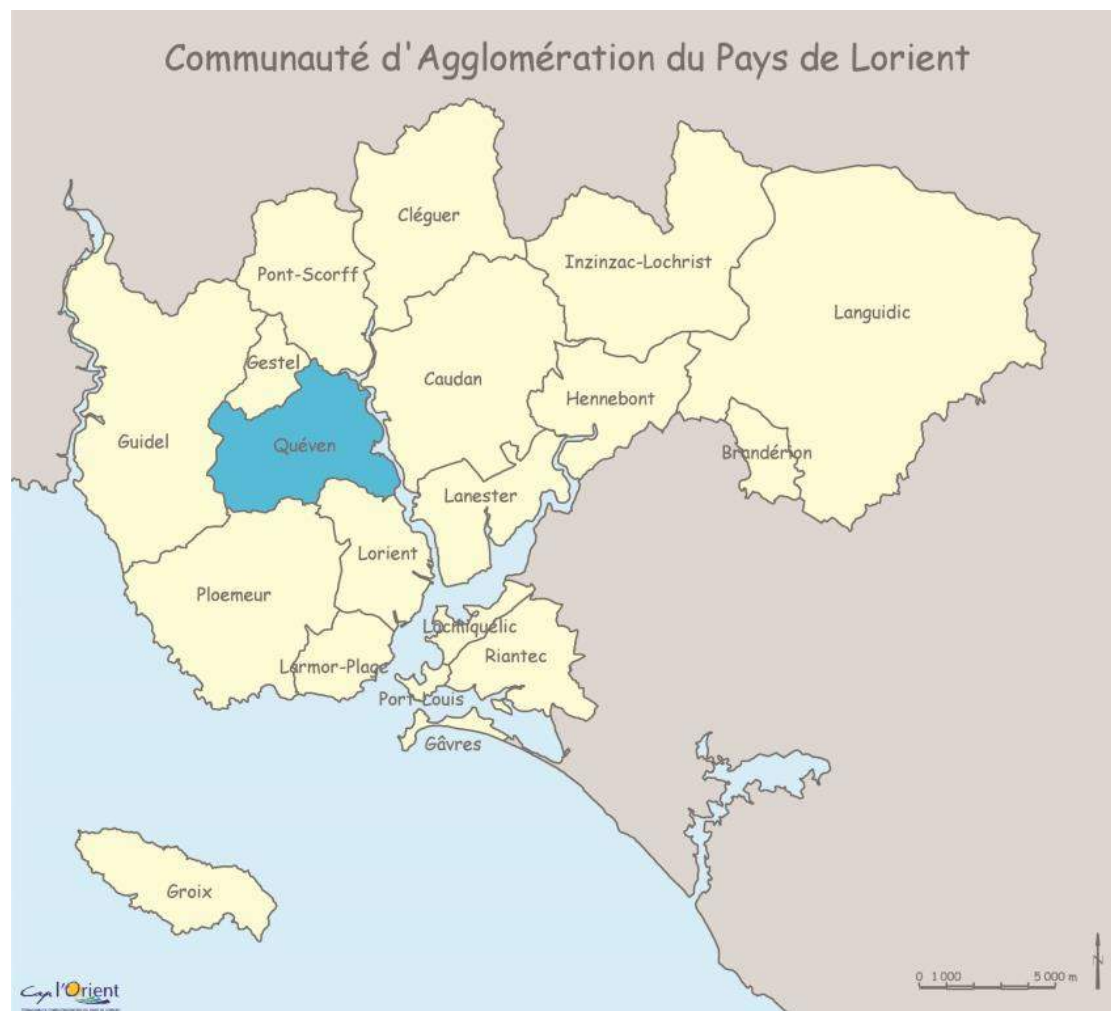 Communauté d'Agglomération du Pays de Lorient
Cléguer
Pont-Scorff
Inzinzac-Lochrist
Languidic
Gestel
Caudan
Hennebont
Guidel
Quéven
Brandérion
Lanester
Lorient
Ploemeur
Locmiquélic
Riantec
Larmor-Plage
Port Louis
Gâvres
Groix
N
0 1 000 5 000 m
Cap l'Orient